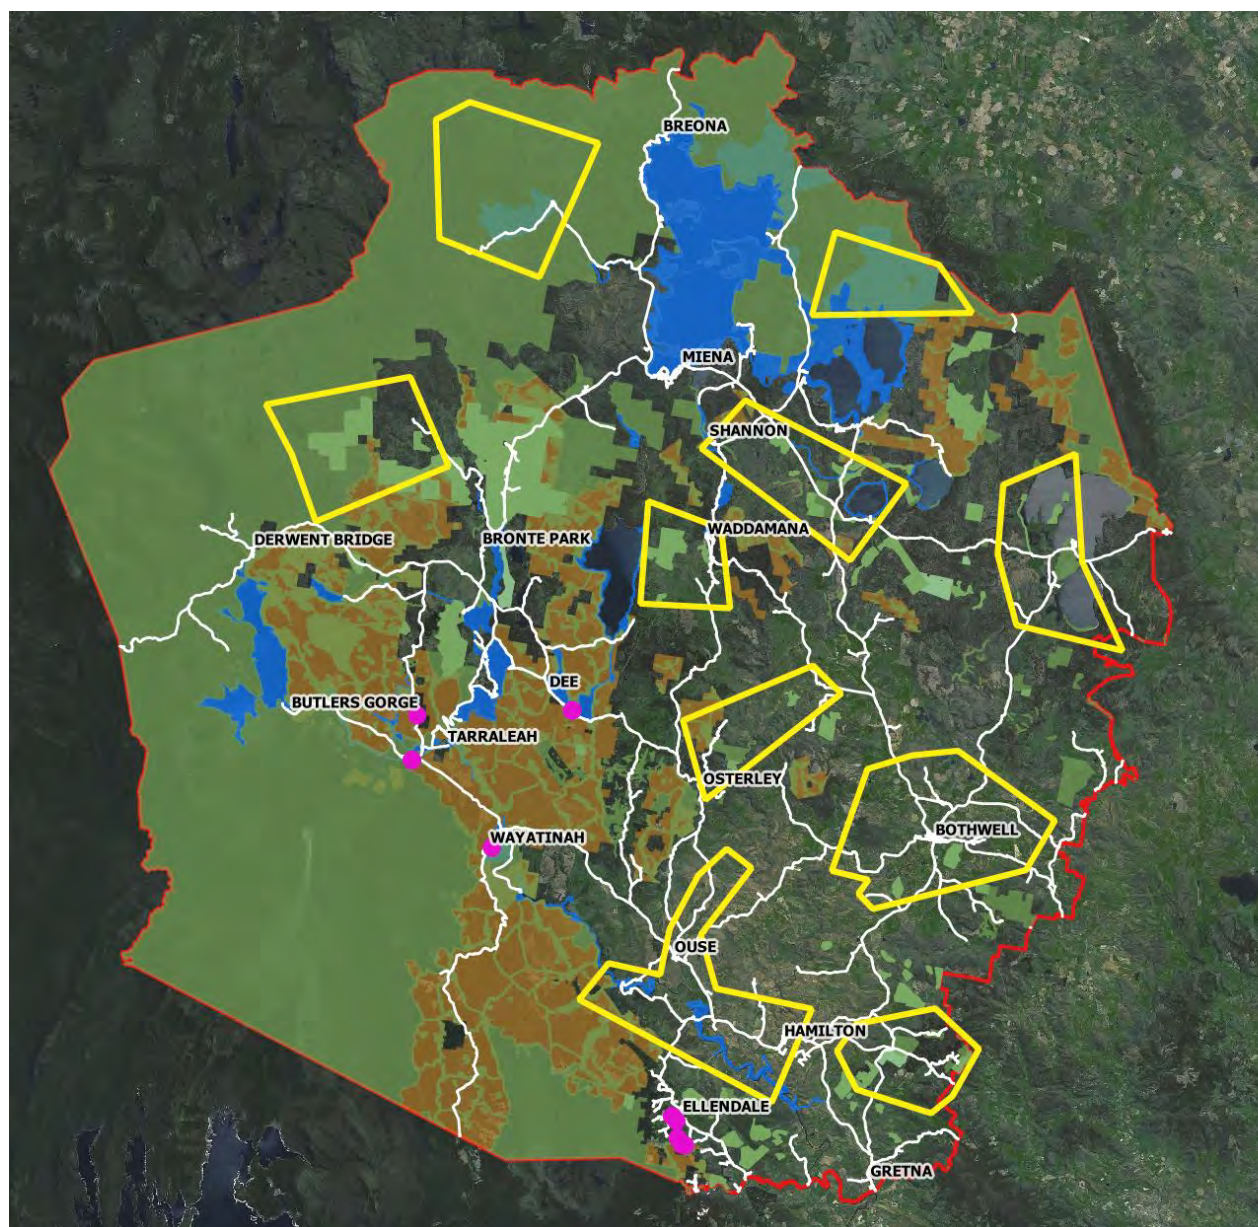 BREONA
MIENA
SHANNON
WADDAMANA
DERWENT BRIDGE
BRONTE PARK
DEE
BUTLERS GORGE
TARRALEAH
OSTERLEY
WAYATINAH
BOTHWELL
OUSE
HAMILTON
ELLENDALE
GRETNA